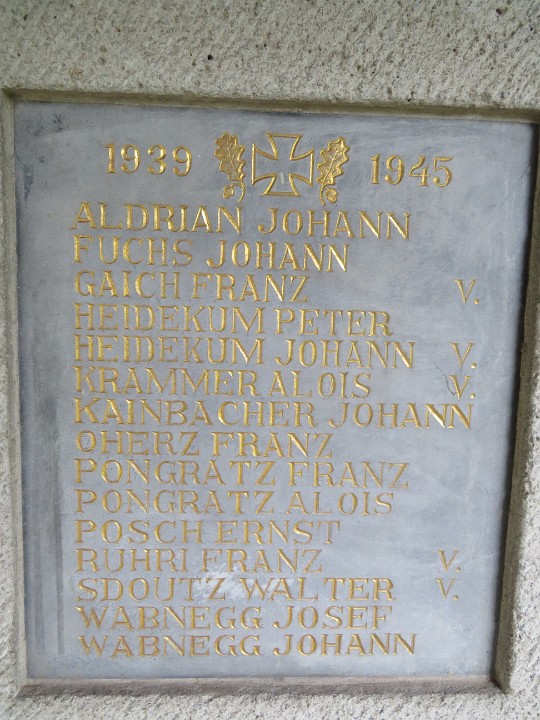 1939 1945
ALDRIAN JOHANN
FUCHS JOHANN
GAICH FRANZ V.
HEIDEKUM PETER
HEIDEKUM JOHANN V.
KRAMMER ALOIS V.
KAINBACHER JOHANN
OHERZ FRANZ
PONGRATZ FRANZ
PONGRATZ ALOIS
POSCH ERNST
RUHRI FRANZ V.
SDOUTZ WALTER V.
WABNEGG JOSEF
WABNEGG JOHANN